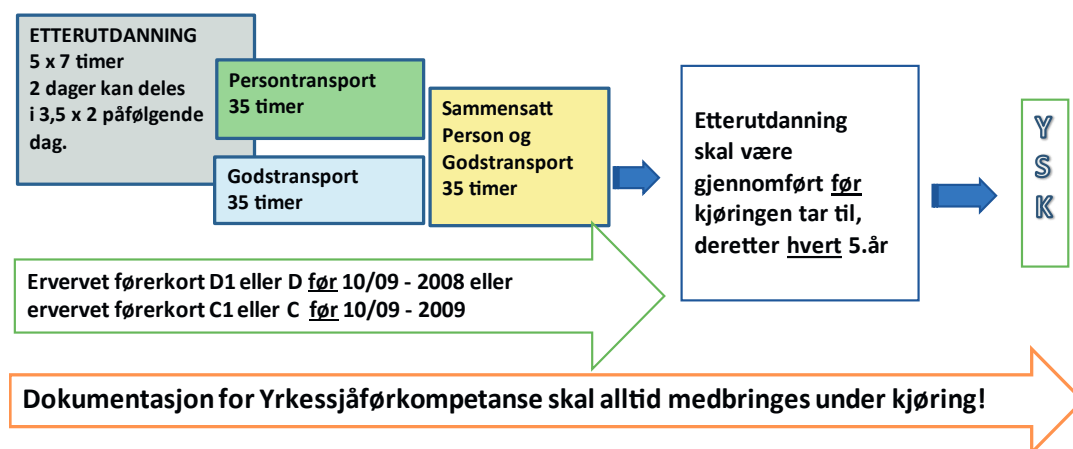 ETTERUTDANNING
5 x 7 timer
2 dager kan deles
i 3,5 x 2 påfølgende
dag.
Persontransport
35 timer
Godstransport
35 timer
Sammensatt
Person og
Godstransport
35 timer
Etterutdanning
skal være
gjennomført før
kjøringen tar til,
deretter hvert 5.år
Y
S
K
Ervervet førerkort D1 eller D før 10/09 - 2008 eller
ervervet førerkort C1 eller C før 10/09 - 2009
Dokumentasjon for Yrkessjåførkompetanse skal alltid medbringes under kjøring!